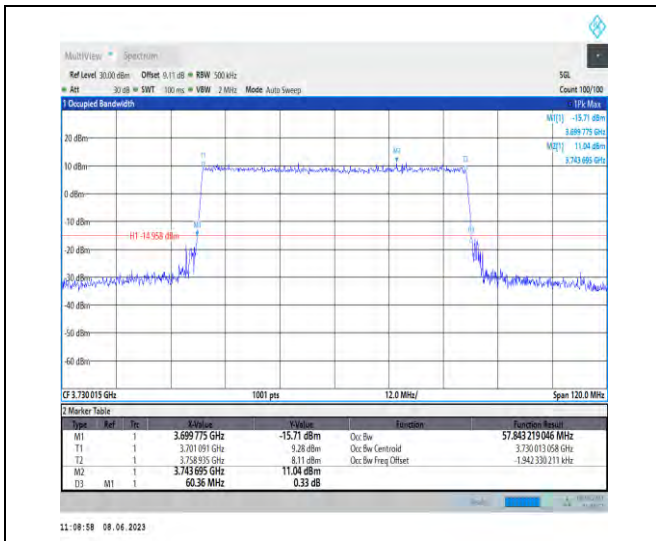 MultiView Spectrum
Ref Level 30.00 dBm Offset 9.11 dB RBW 500 kHz SGL
Att 30 dB SWT 100 ms VBW 2 MHz Mode Auto Sweep Count 100/100
1 Occupied Bandwidth 1Pk Max
M1[1] -15.71 dBm
3.699 775 GHz
M2[1] 11.04 dBm
3.743 695 GHz
20 dBm
T1 M2 T2
10 dBm
0 dBm
-10 dBm
M1
H1 -14.958 dBm
D3
-20 dBm
-30 dBm
-40 dBm
-50 dBm
-60 dBm
CF 3.730 015 GHz 1001 pts 12.0 MHz/ Span 120.0 MHz
2 Marker Table
Type Ref Trc X-Value Y-Value Function Function Result
M1 1 3.699 775 GHz -15.71 dBm Occ Bw 57.843 219 046 MHz
T1 1 3.701 091 GHz 9.28 dBm Occ Bw Centroid 3.730 013 058 GHz
T2 1 3.758 935 GHz 8.11 dBm Occ Bw Freq Offset -1.942 330 211 kHz
M2 1 3.743 695 GHz 11.04 dBm
D3 M1 1 60.36 MHz 0.33 dB
11:08:58 08.06.2023